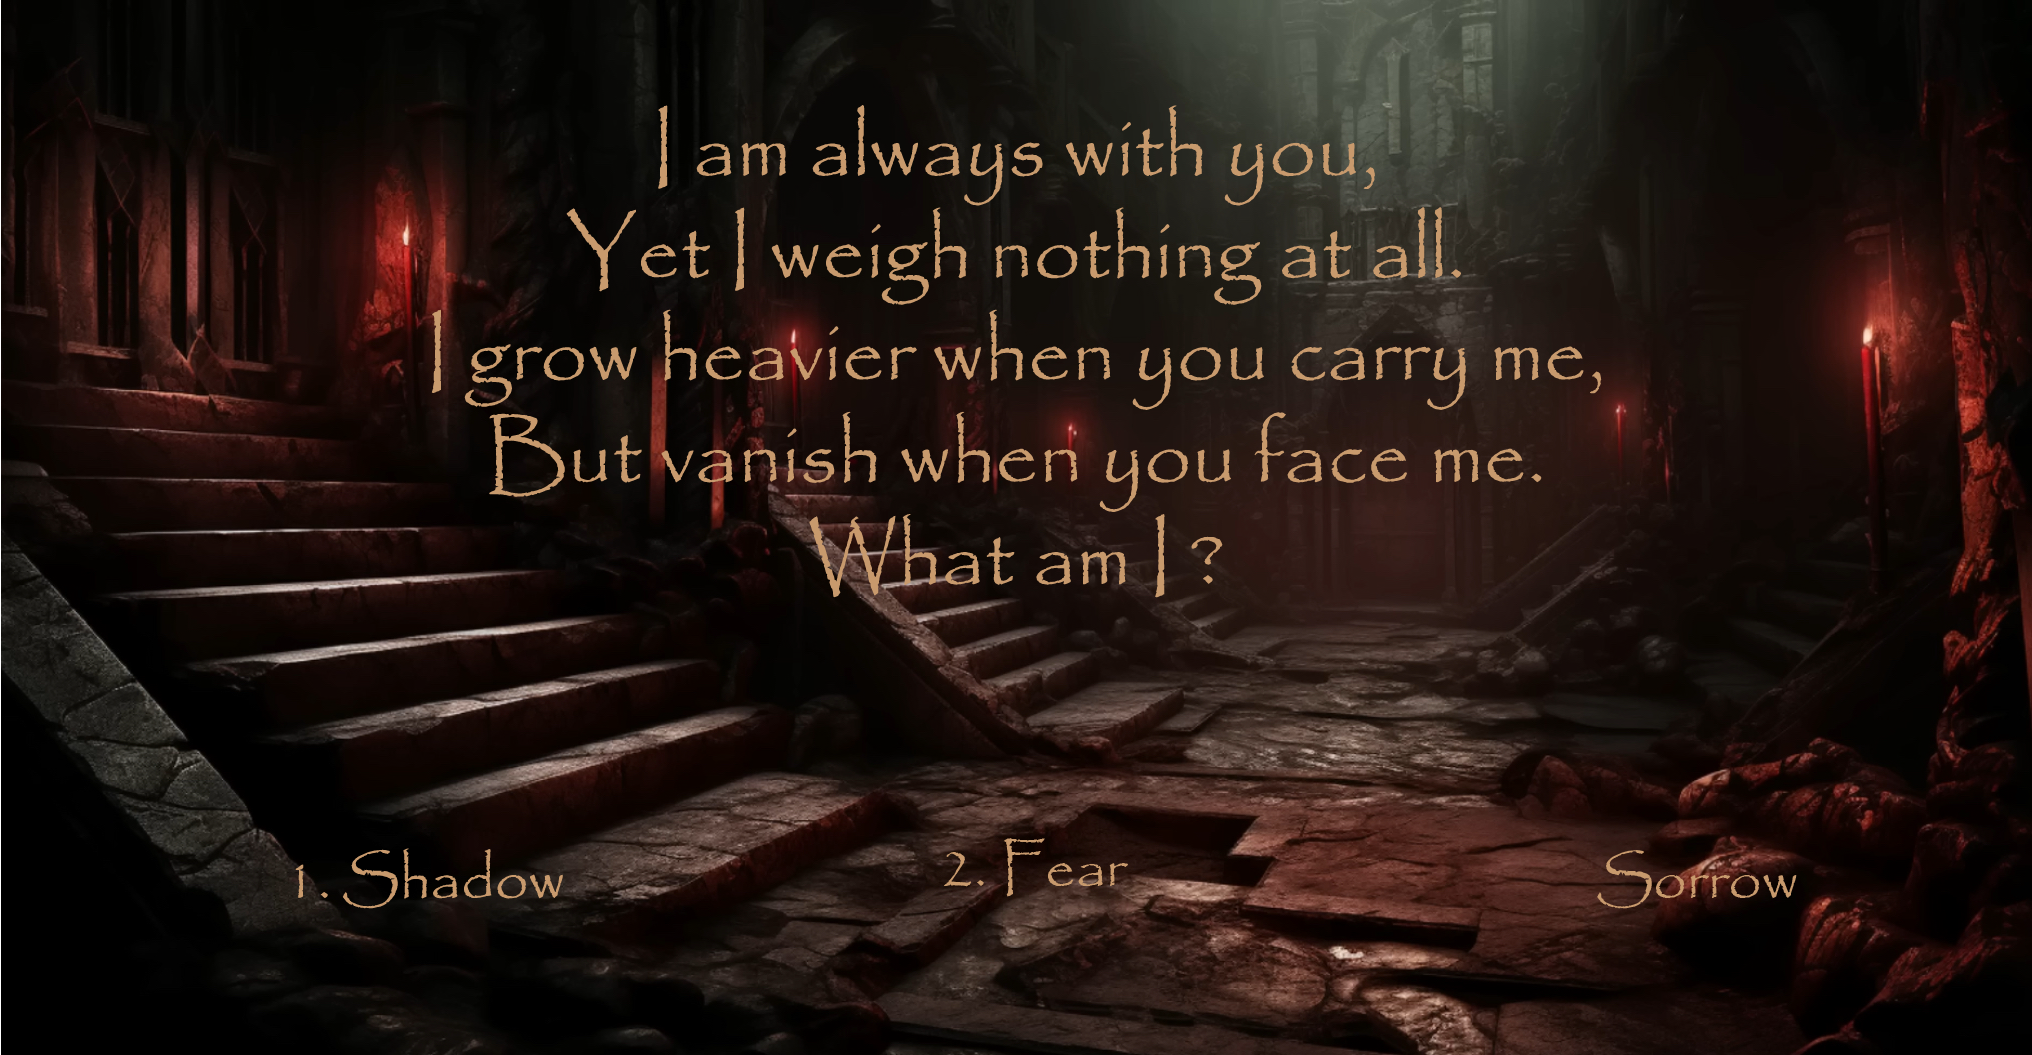 I am always with you,
Yet I weigh nothing at all.
I grow heavier when you carry me,
But vanish when you face me.
What am I ?
1. Shadow
2. Fear
Sorrow